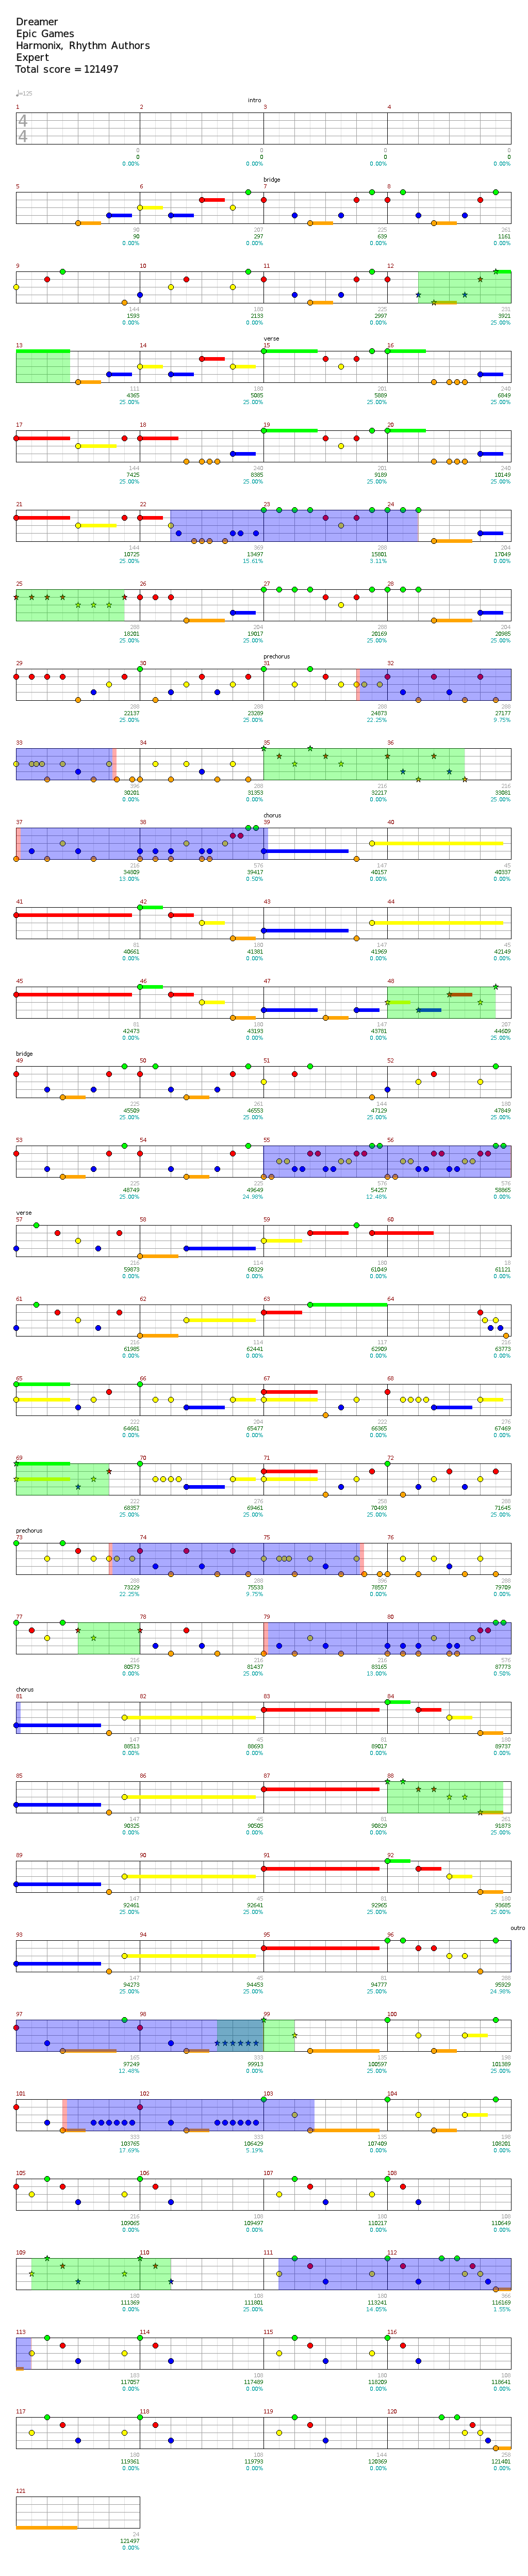 Dreamer
Epic Games
Harmonix, Rhythm Authors
Expert
Total score = 121497
♩=125
intro
1 2 3 4
4
4
0 0 0 0
0 0 0 0
0.00% 0.00% 0.00% 0.00%
bridge
5 6 7 8
90 207 225 261
90 297 639 1161
0.00% 0.00% 0.00% 0.00%
9 10 11 12
144 180 225 231
1593 2133 2997 3921
0.00% 0.00% 0.00% 25.00%
verse
13 14 15 16
111 180 201 240
4365 5085 5889 6849
25.00% 25.00% 25.00% 25.00%
17 18 19 20
144 240 201 240
7425 8385 9189 10149
25.00% 25.00% 25.00% 25.00%
21 22 23 24
144 369 288 204
10725 13497 15801 17049
25.00% 15.61% 3.11% 0.00%
25 26 27 28
288 204 288 204
18201 19017 20169 20985
25.00% 25.00% 25.00% 25.00%
prechorus
29 30 31 32
288 288 288 288
22137 23289 24873 27177
25.00% 25.00% 22.25% 9.75%
33 34 35 36
396 288 216 216
30201 31353 32217 33081
0.00% 0.00% 25.00% 25.00%
chorus
37 38 39 40
216 576 147 45
34809 39417 40157 40337
13.00% 0.50% 0.00% 0.00%
41 42 43 44
81 180 147 45
40661 41381 41969 42149
0.00% 0.00% 0.00% 0.00%
45 46 47 48
81 180 147 207
42473 43193 43781 44609
0.00% 0.00% 0.00% 25.00%
bridge
49 50 51 52
225 261 144 180
45509 46553 47129 47849
25.00% 25.00% 25.00% 25.00%
53 54 55 56
225 225 576 576
48749 49649 54257 58865
25.00% 24.98% 12.48% 0.00%
verse
57 58 59 60
216 114 180 18
59873 60329 61049 61121
0.00% 0.00% 0.00% 0.00%
61 62 63 64
216 114 117 216
61985 62441 62909 63773
0.00% 0.00% 0.00% 0.00%
65 66 67 68
222 204 222 276
64661 65477 66365 67469
0.00% 0.00% 0.00% 0.00%
69 70 71 72
222 276 258 288
68357 69461 70493 71645
25.00% 25.00% 25.00% 25.00%
prechorus
73 74 75 76
288 288 396 288
73229 75533 78557 79709
22.25% 9.75% 0.00% 0.00%
77 78 79 80
216 216 216 576
80573 81437 83165 87773
0.00% 25.00% 13.00% 0.50%
chorus
81 82 83 84
147 45 81 180
88513 88693 89017 89737
0.00% 0.00% 0.00% 0.00%
85 86 87 88
147 45 81 261
90325 90505 90829 91873
0.00% 0.00% 0.00% 25.00%
89 90 91 92
147 45 81 180
92461 92641 92965 93685
25.00% 25.00% 25.00% 25.00%
outro
93 94 95 96
147 45 81 288
94273 94453 94777 95929
25.00% 25.00% 25.00% 24.98%
97 98 99 100
165 333 135 198
97249 99913 100597 101389
12.48% 0.00% 25.00% 25.00%
101 102 103 104
333 333 135 198
103765 106429 107409 108201
17.69% 5.19% 0.00% 0.00%
105 106 107 108
216 108 180 108
109065 109497 110217 110649
0.00% 0.00% 0.00% 0.00%
109 110 111 112
180 108 180 366
111369 111801 113241 116169
0.00% 25.00% 14.05% 1.55%
113 114 115 116
183 108 180 108
117057 117489 118209 118641
0.00% 0.00% 0.00% 0.00%
117 118 119 120
180 108 144 258
119361 119793 120369 121401
0.00% 0.00% 0.00% 0.00%
121
24
121497
0.00%